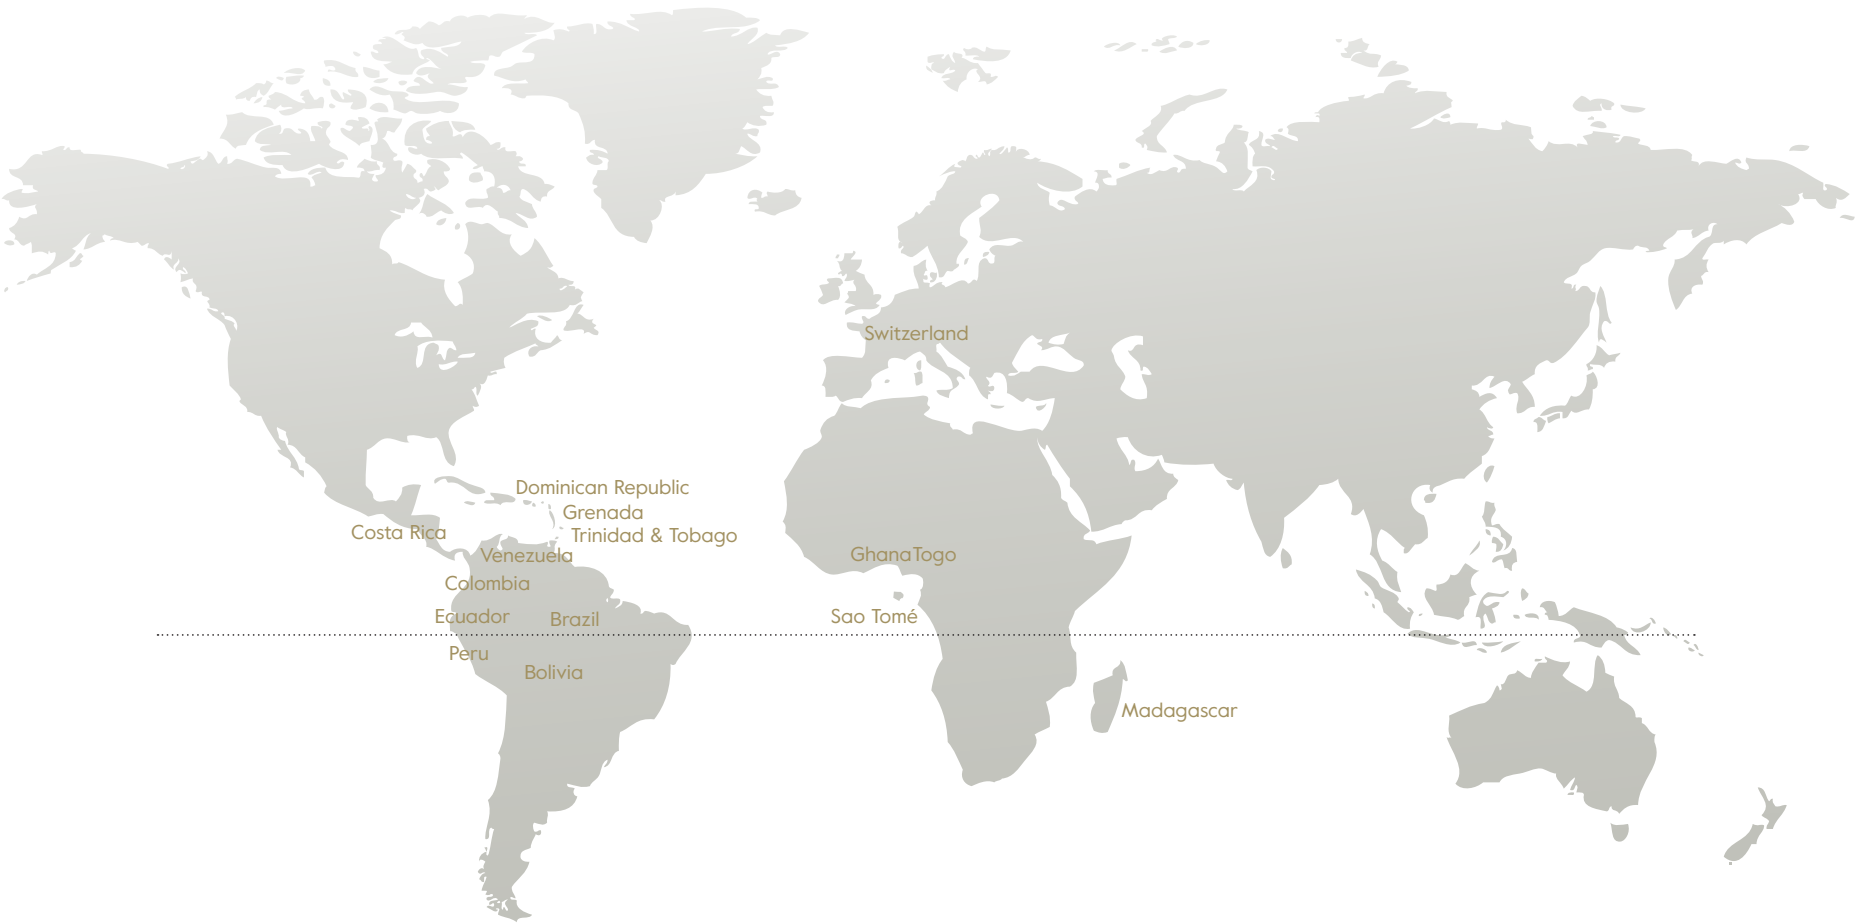 Switzerland
Dominican Republic
Grenada
Costa Rica
Trinidad & Tobago
Venezuela
GhanaTogo
Colombia
Ecuador
Brazil
Sao Tomé
Peru
Bolivia
Madagascar